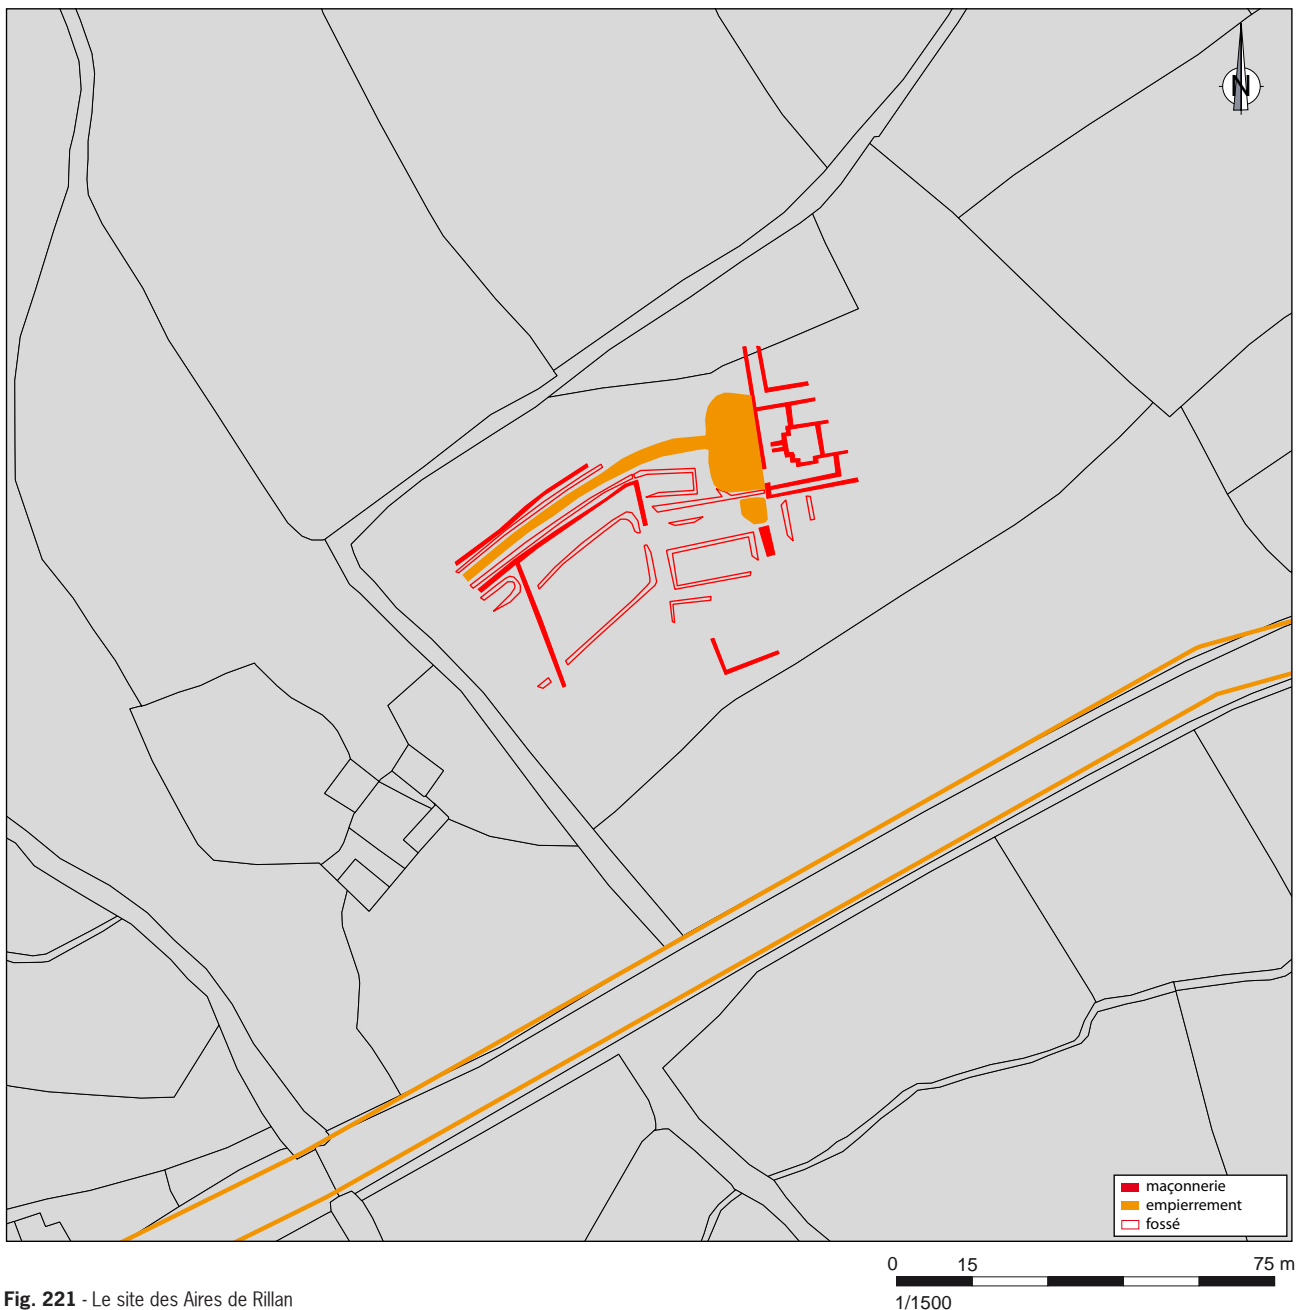 N
maçonnerie
empierrement
fossé
0 15 75 m
1/1500
Fig. 221 - Le site des Aires de Rillan